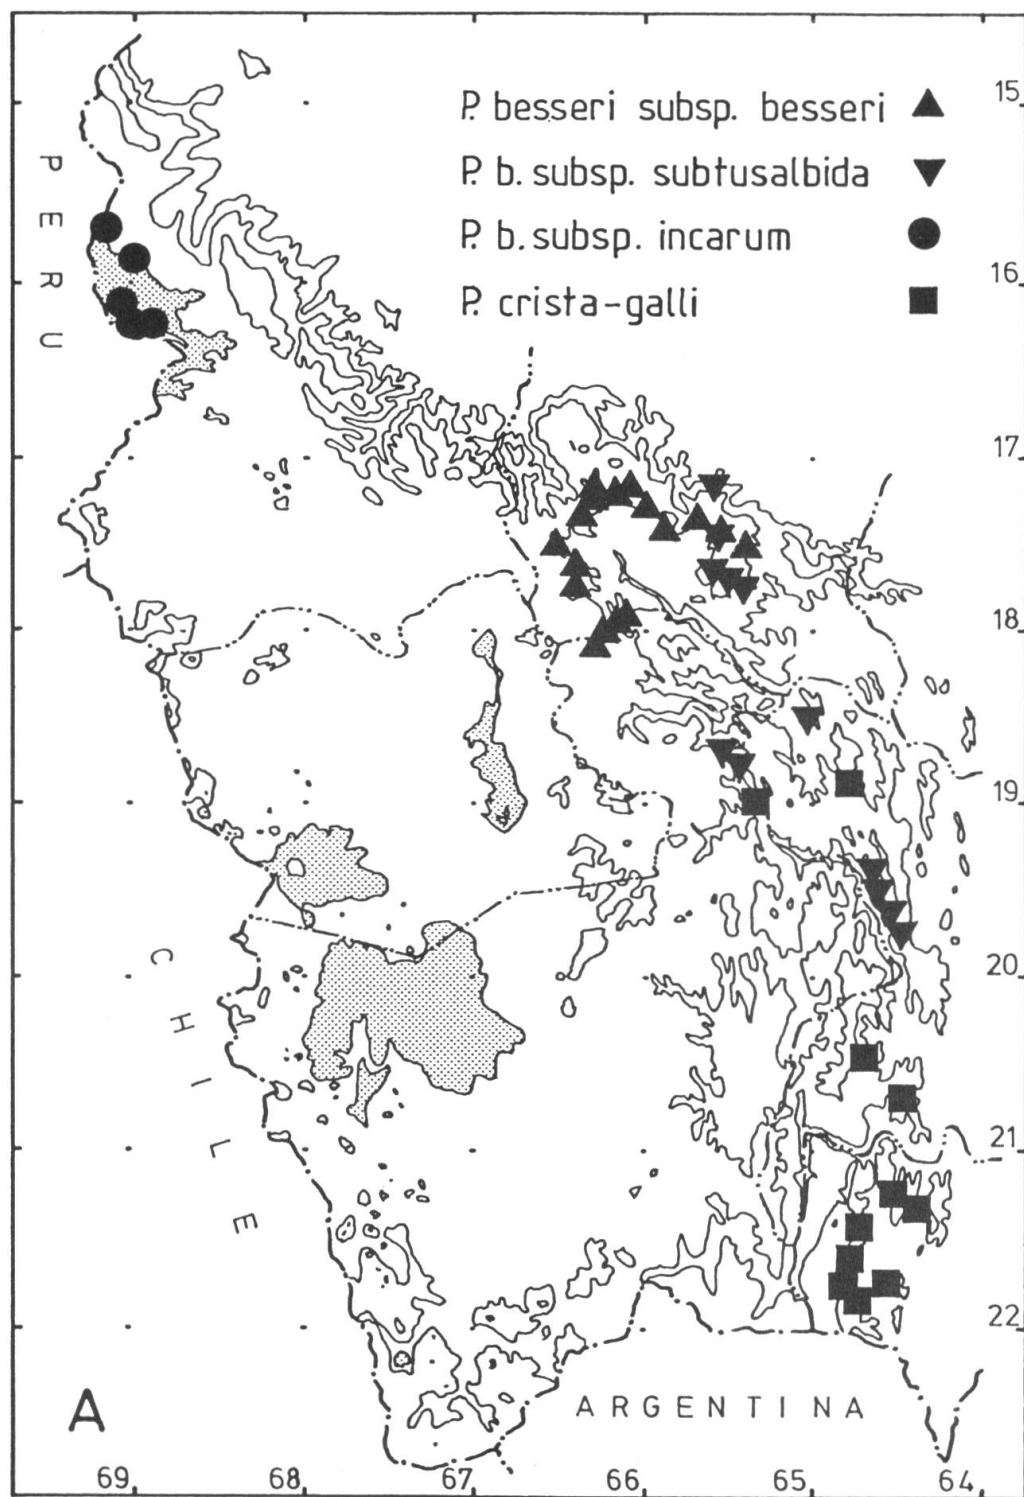 P. besseri subsp. besseri
P. b. subsp. subtusalbida
P. b. subsp. incarum
P. crista-galli
PERU
CHILE
ARGENTINA
A
15
16
17
18
19
20
21
22
69 68 67 66 65 64